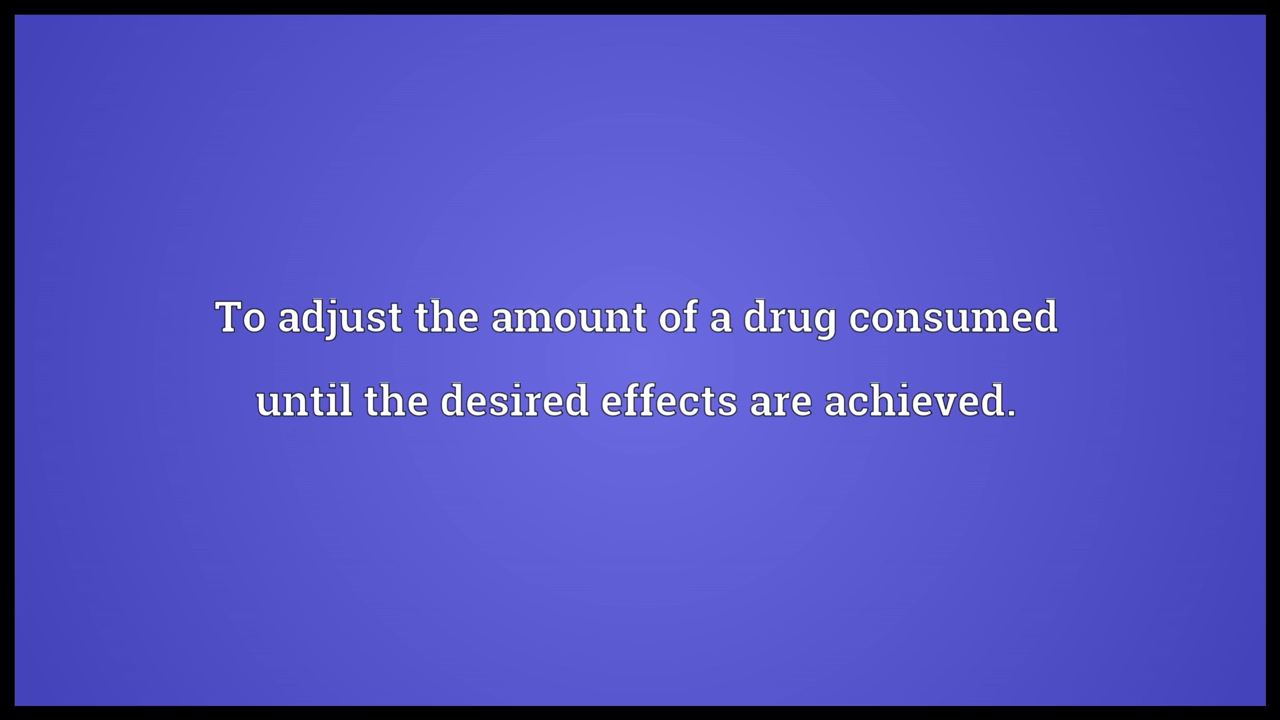 To adjust the amount of a drug consumed
until the desired effects are achieved.